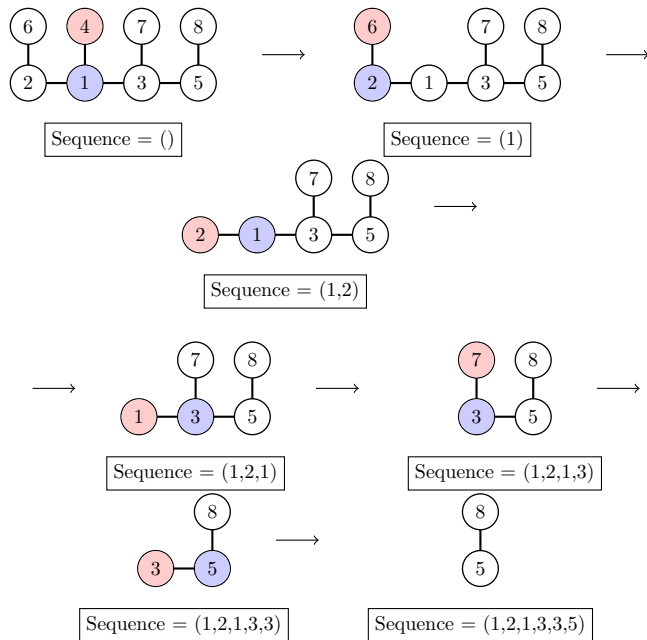 6 4 7 8 7 8
6
2 1 3 5 2 1 3 5
Sequence = () Sequence = (1)
7 8
2 1 3 5
Sequence = (1,2)
7 8 7 8
1 3 5 3 5
Sequence = (1,2,1) Sequence = (1,2,1,3)
8 8
3 5 5
Sequence = (1,2,1,3,3) Sequence = (1,2,1,3,3,5)